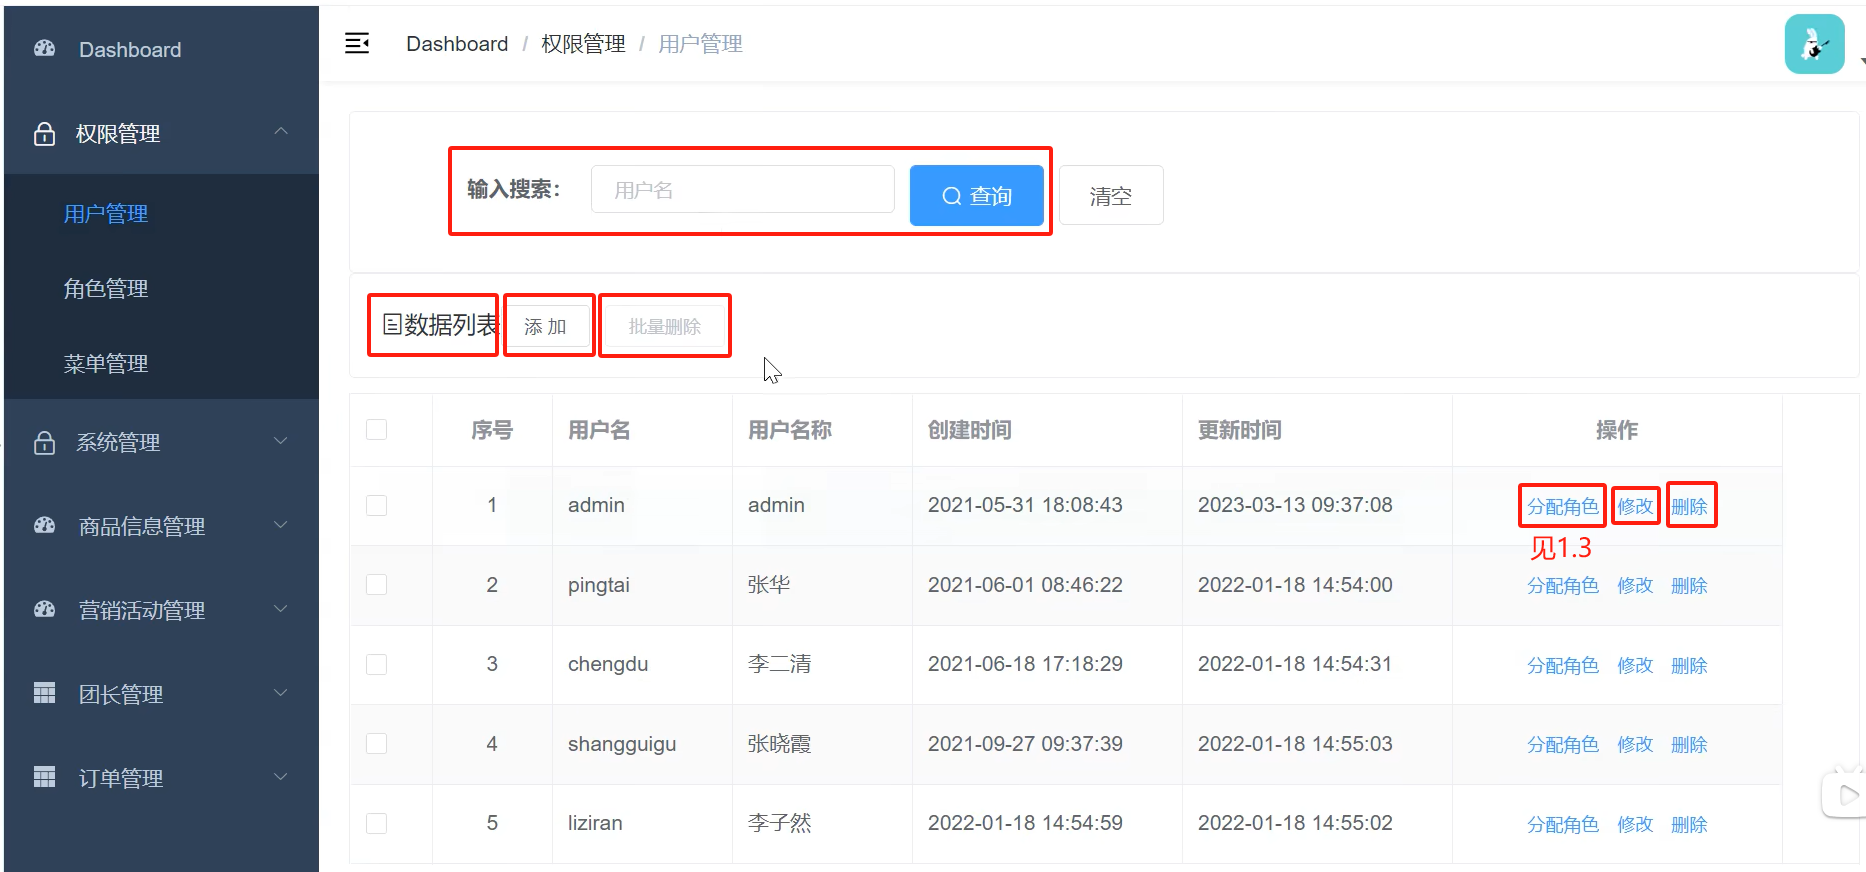 Dashboard
权限管理
用户管理
角色管理
菜单管理
系统管理
商品信息管理
营销活动管理
团长管理
订单管理
Dashboard / 权限管理 / 用户管理
输入搜索： 用户名 查询 清空
数据列表 添 加 批量删除
序号 用户名 用户名称 创建时间 更新时间 操作
1 admin admin 2021-05-31 18:08:43 2023-03-13 09:37:08 分配角色 修改 删除
见1.3
2 pingtai 张华 2021-06-01 08:46:22 2022-01-18 14:54:00 分配角色 修改 删除
3 chengdu 李二清 2021-06-18 17:18:29 2022-01-18 14:54:31 分配角色 修改 删除
4 shangguigu 张晓霞 2021-09-27 09:37:39 2022-01-18 14:55:03 分配角色 修改 删除
5 liziran 李子然 2022-01-18 14:54:59 2022-01-18 14:55:02 分配角色 修改 删除